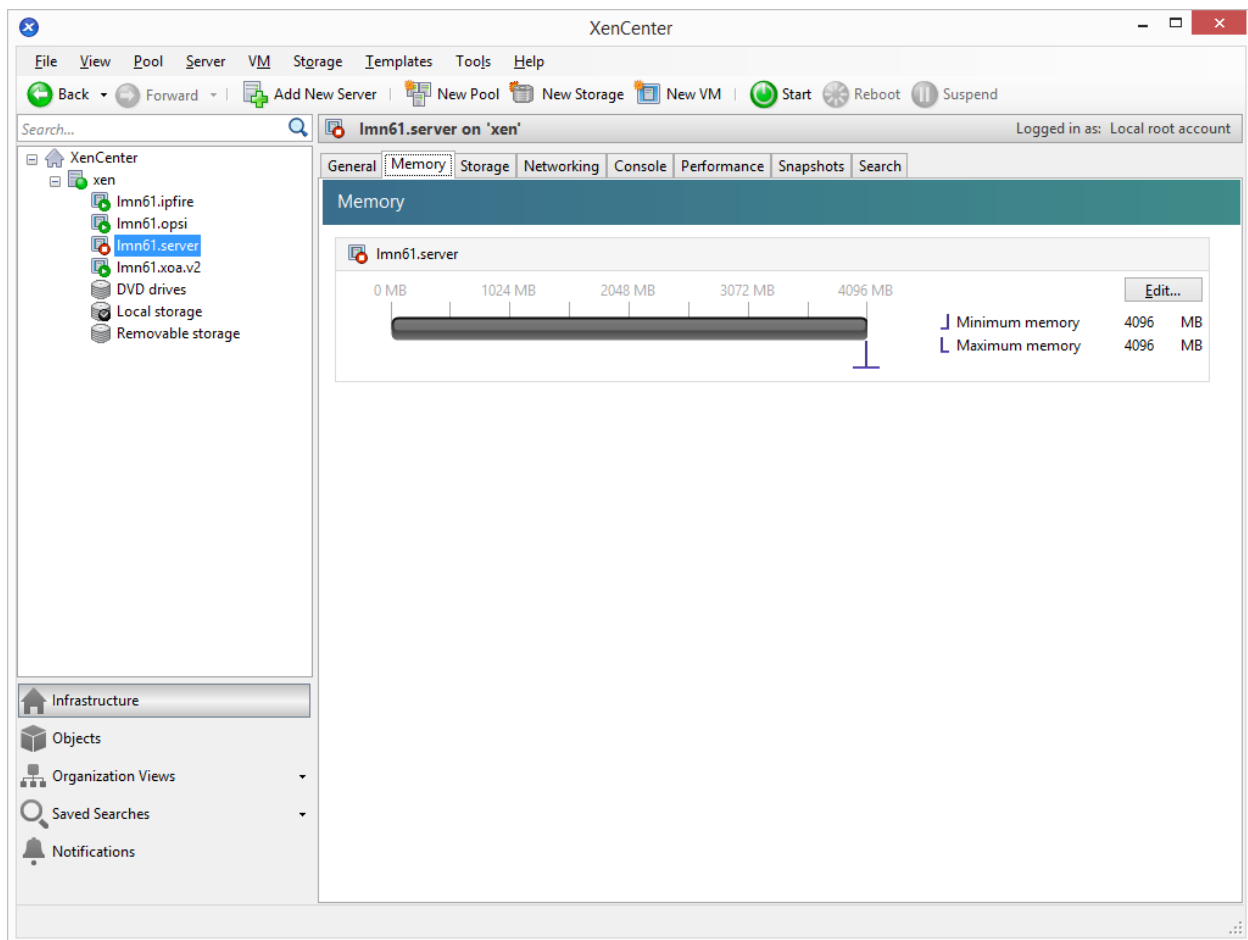 XenCenter
File View Pool Server VM Storage Templates Tools Help
Back Forward Add New Server New Pool New Storage New VM Start Reboot Suspend
Search...
lmn61.server on 'xen' Logged in as: Local root account
XenCenter
xen
lmn61.ipfire
lmn61.opsi
lmn61.server
lmn61.xoa.v2
DVD drives
Local storage
Removable storage
Infrastructure
Objects
Organization Views
Saved Searches
Notifications
General Memory Storage Networking Console Performance Snapshots Search
Memory
lmn61.server
0 MB 1024 MB 2048 MB 3072 MB 4096 MB
Edit...
Minimum memory 4096 MB
Maximum memory 4096 MB